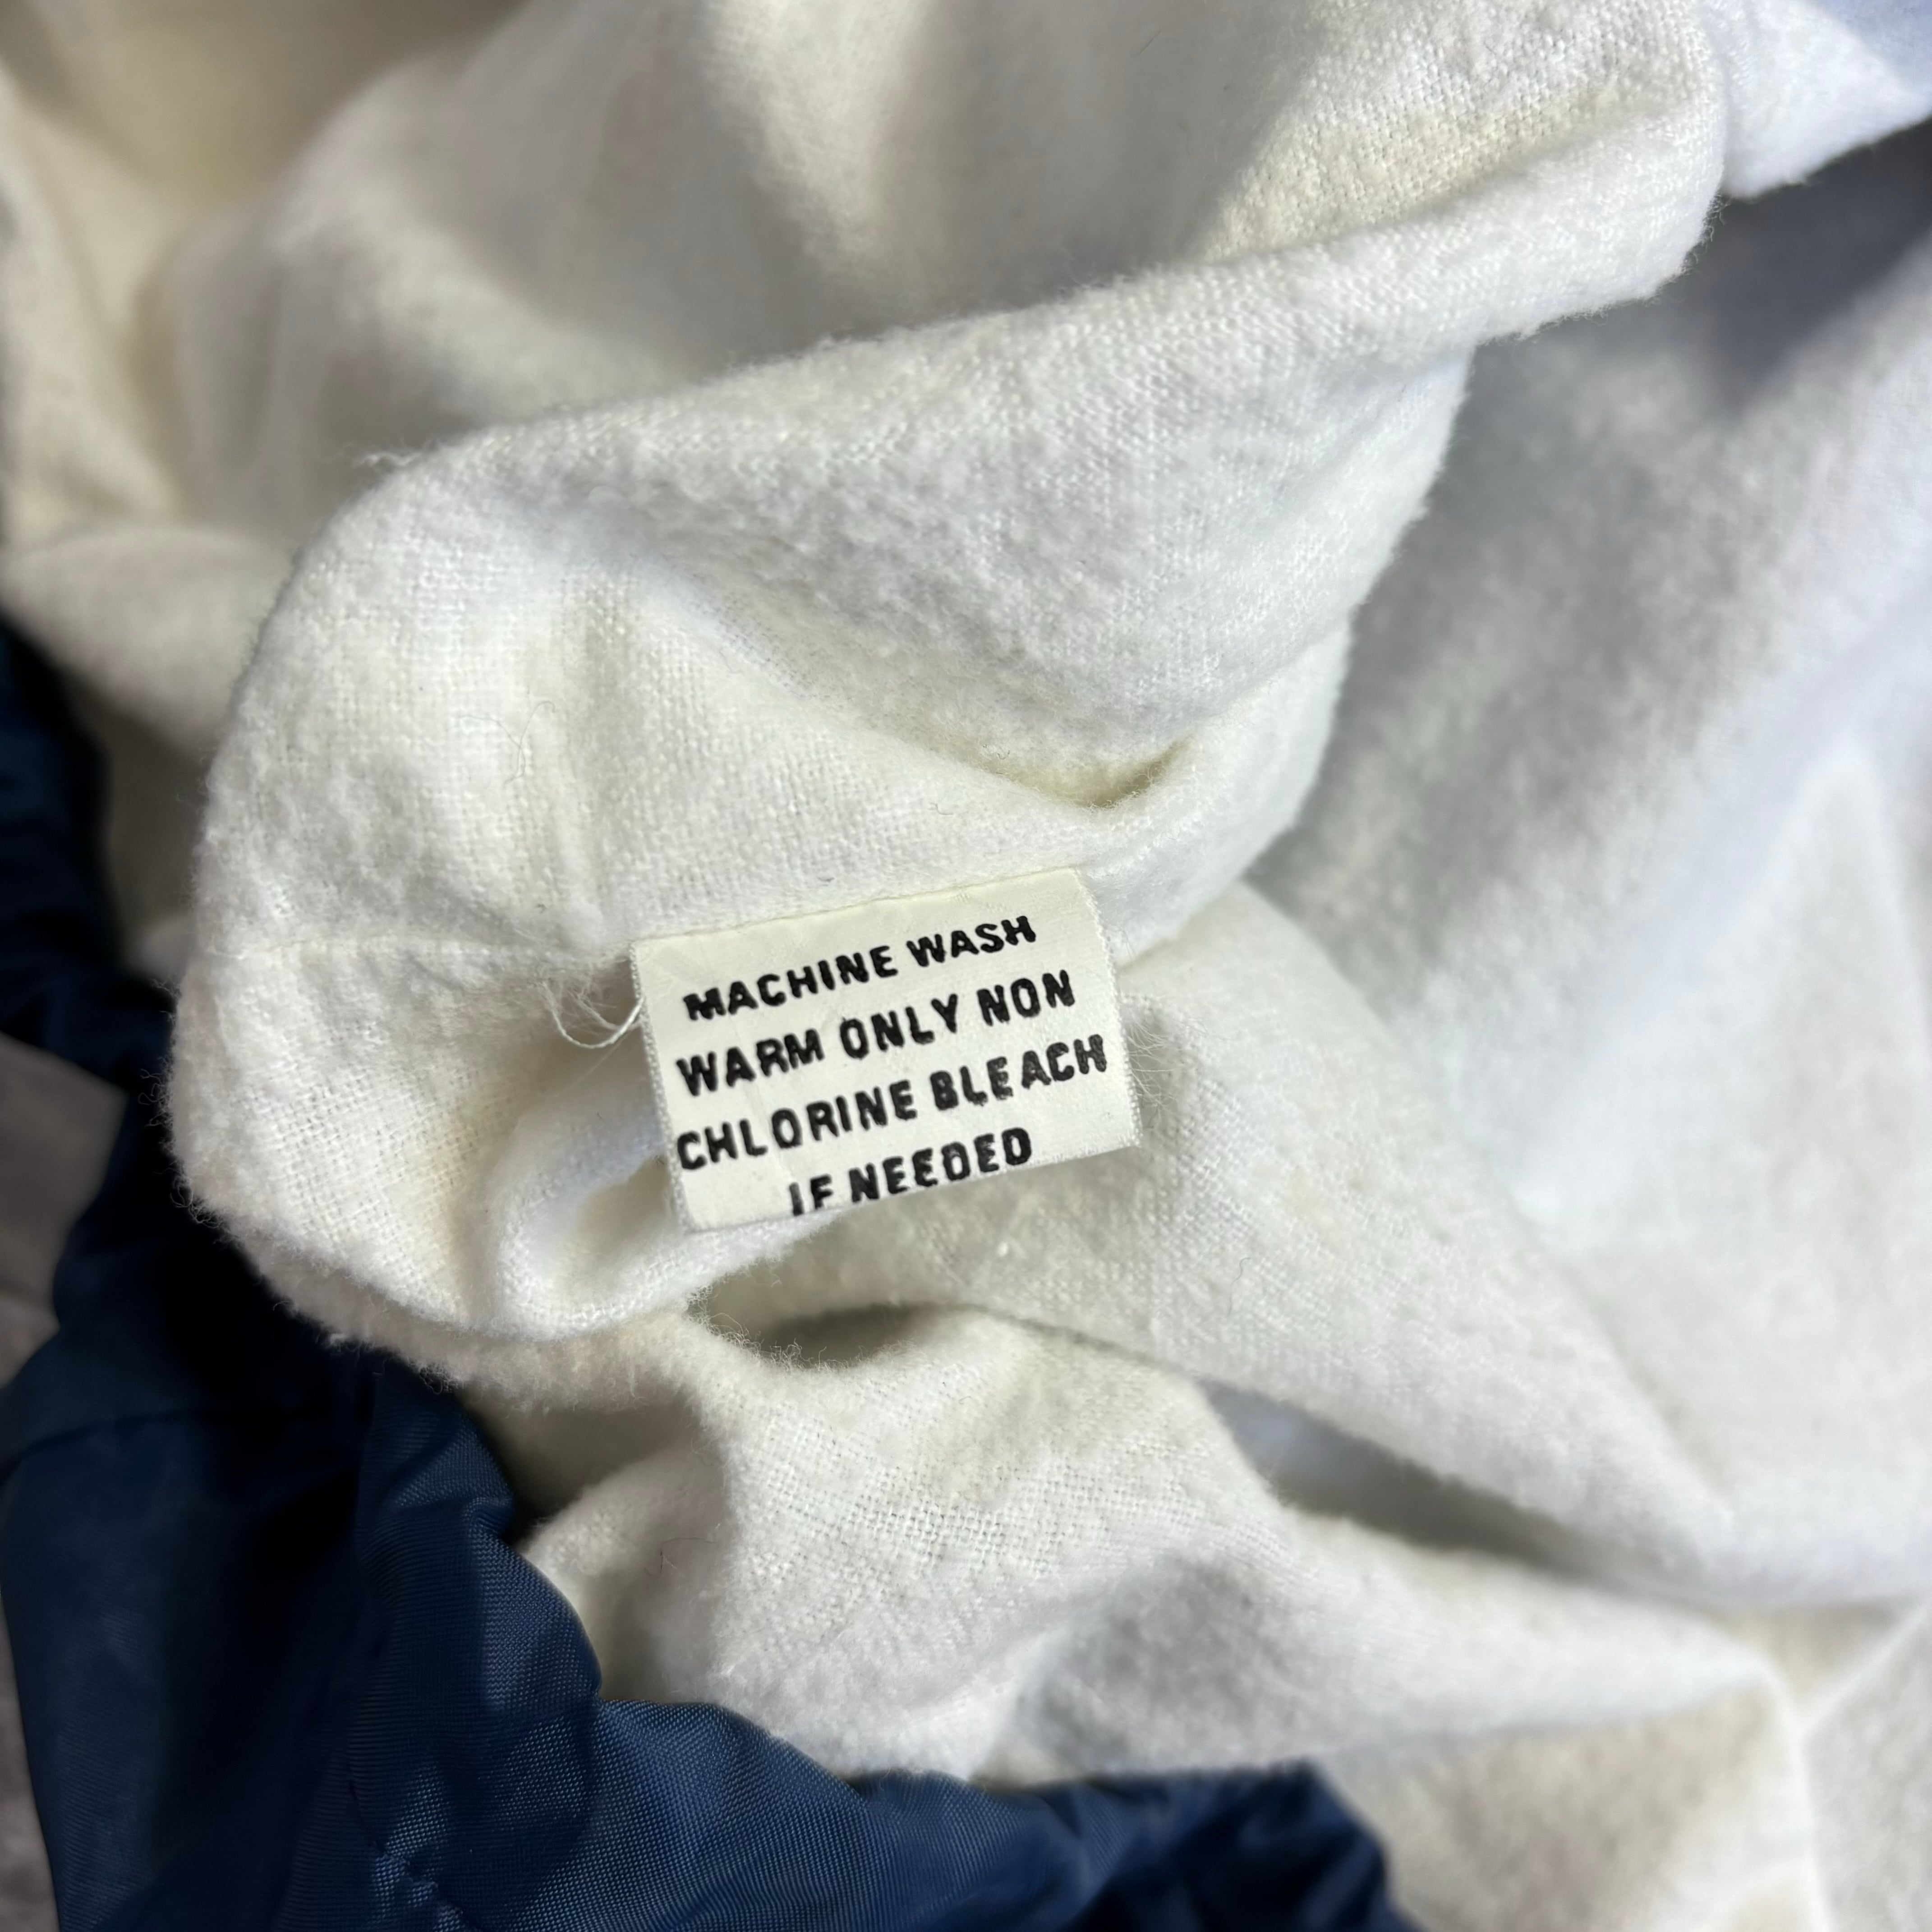 MACHINE WASH
WARM ONLY NON
CHLORINE BLEACH
IF NEEDED